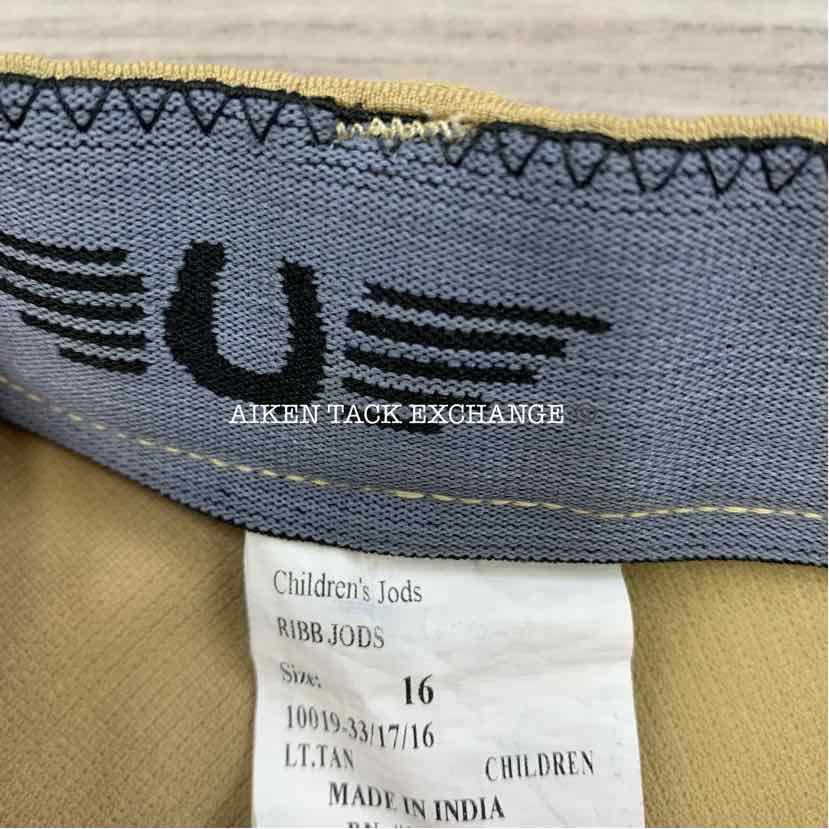 AIKEN TACK EXCHANGE
Children's Jods
RIBB JODS
Size: 16
10019-33/17/16
LT.TAN CHILDREN
MADE IN INDIA